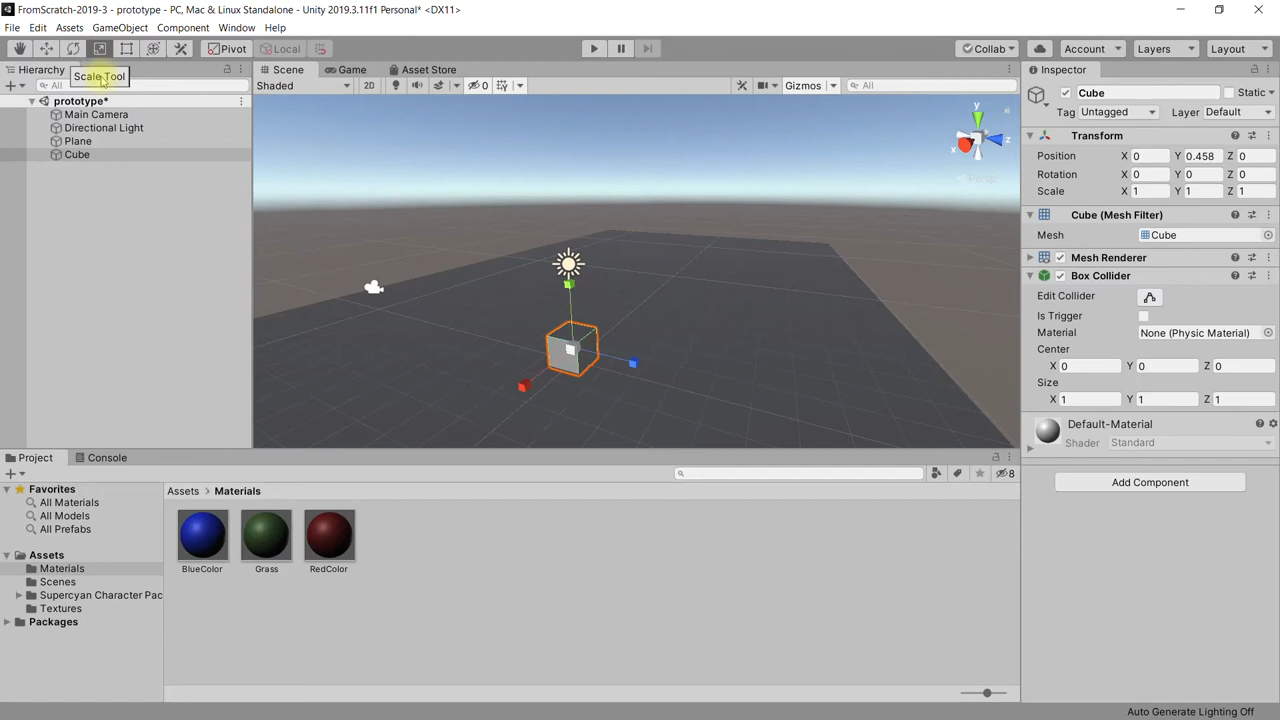 FromScratch-2019-3 - prototype - PC, Mac & Linux Standalone - Unity 2019.3.11f1 Personal* <DX11>
File Edit Assets GameObject Component Window Help
Pivot Local Collab Account Layers Layout
Hierarchy
All
Scale Tool
prototype*
Main Camera
Directional Light
Plane
Cube
Scene Game Asset Store
Shaded 2D 0 Gizmos All
y
x
z
Persp
Inspector
Cube Static
Tag Untagged Layer Default
Transform
Position X 0 Y 0.458 Z 0
Rotation X 0 Y 0 Z 0
Scale X 1 Y 1 Z 1
Cube (Mesh Filter)
Mesh Cube
Mesh Renderer
Box Collider
Edit Collider
Is Trigger
Material None (Physic Material)
Center
X 0 Y 0 Z 0
Size
X 1 Y 1 Z 1
Default-Material
Shader Standard
Add Component
Project Console
8
Favorites
All Materials
All Models
All Prefabs
Assets
Materials
Scenes
Supercyan Character Pac
Textures
Packages
Assets > Materials
BlueColor Grass RedColor
Auto Generate Lighting Off